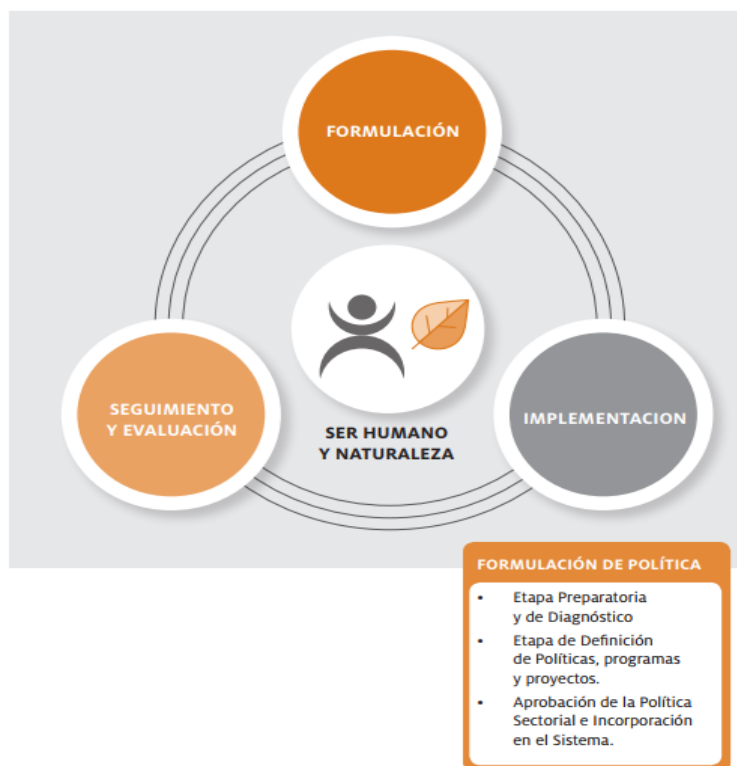 FORMULACIÓN
SEGUIMIENTO
Y EVALUACIÓN
IMPLEMENTACION
SER HUMANO
Y NATURALEZA
FORMULACIÓN DE POLÍTICA
• Etapa Preparatoria
y de Diagnóstico
• Etapa de Definición
de Políticas, programas
y proyectos.
• Aprobación de la Política
Sectorial e Incorporación
en el Sistema.